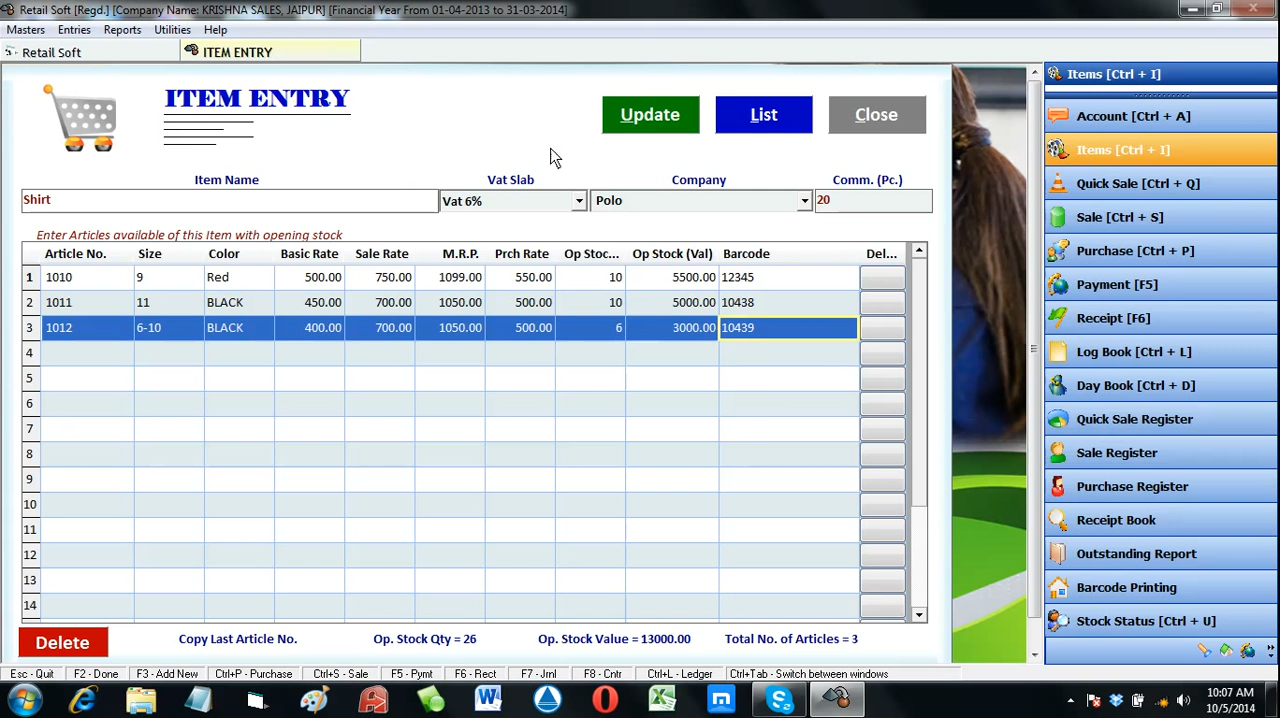 Retail Soft [Regd.] [Company Name: KRISHNA SALES, JAIPUR] [Financial Year From 01-04-2013 to 31-03-2014]
Masters Entries Reports Utilities Help
Retail Soft ITEM ENTRY
ITEM ENTRY
Update List Close
Item Name Vat Slab Company Comm. (Pc.)
Shirt Vat 6% Polo 20
Enter Articles available of this Item with opening stock
Article No. Size Color Basic Rate Sale Rate M.R.P. Prch Rate Op Stoc... Op Stock (Val) Barcode Del...
1 1010 9 Red 500.00 750.00 1099.00 550.00 10 5500.00 12345
2 1011 11 BLACK 450.00 700.00 1050.00 500.00 10 5000.00 10438
3 1012 6-10 BLACK 400.00 700.00 1050.00 500.00 6 3000.00 10439
4
5
6
7
8
9
10
11
12
13
14
Delete Copy Last Article No. Op. Stock Qty = 26 Op. Stock Value = 13000.00 Total No. of Articles = 3
Items [Ctrl + I]
Account [Ctrl + A]
Items [Ctrl + I]
Quick Sale [Ctrl + Q]
Sale [Ctrl + S]
Purchase [Ctrl + P]
Payment [F5]
Receipt [F6]
Log Book [Ctrl + L]
Day Book [Ctrl + D]
Quick Sale Register
Sale Register
Purchase Register
Receipt Book
Outstanding Report
Barcode Printing
Stock Status [Ctrl + U]
Esc - Quit F2 - Done F3 - Add New Ctrl+P - Purchase Ctrl+S - Sale F5 - Pymt F6 - Rect F7 - Jrnl F8 - Cntr Ctrl+L - Ledger Ctrl+Tab - Switch between windows
10:07 AM
10/5/2014